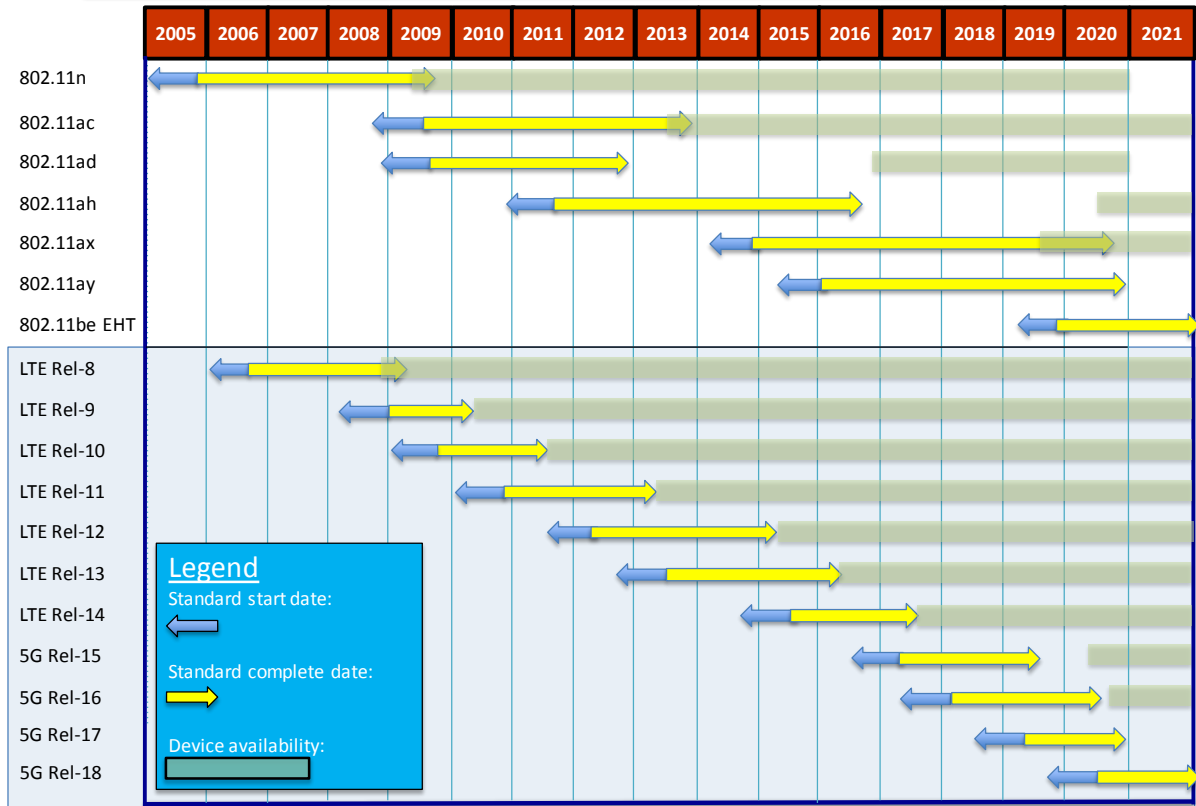 2005 2006 2007 2008 2009 2010 2011 2012 2013 2014 2015 2016 2017 2018 2019 2020 2021
802.11n
802.11ac
802.11ad
802.11ah
802.11ax
802.11ay
802.11be EHT
LTE Rel-8
LTE Rel-9
LTE Rel-10
LTE Rel-11
LTE Rel-12
LTE Rel-13
LTE Rel-14
5G Rel-15
5G Rel-16
5G Rel-17
5G Rel-18
Legend
Standard start date:
Standard complete date:
Device availability: